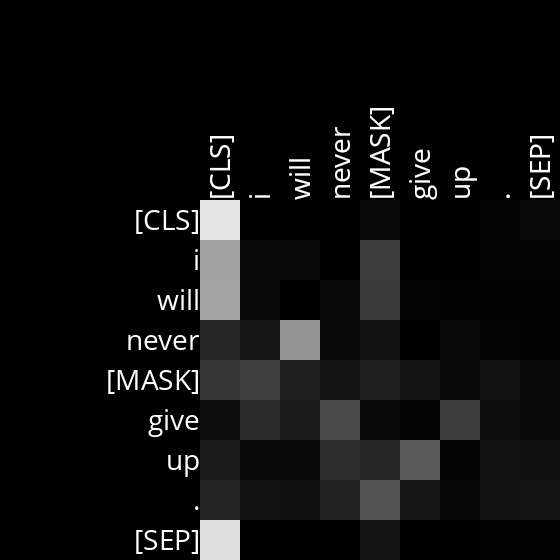 [CLS] i will never [MASK] give up . [SEP]
[CLS]
i
will
never
[MASK]
give
up
.
[SEP]